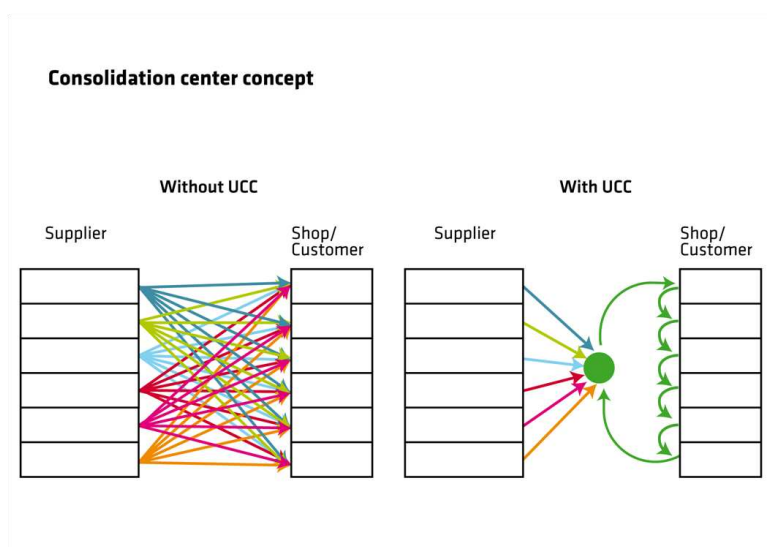 Consolidation center concept
Without UCC
With UCC
Supplier
Shop/
Customer
Supplier
Shop/
Customer